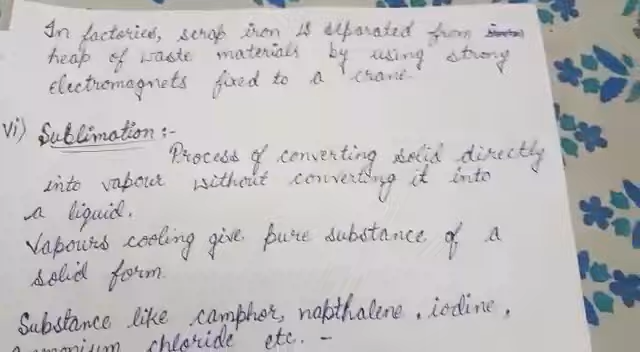 In factories, scrap iron is separated from
heap of waste materials by using strong
electromagnets fixed to a crane.
vi) Sublimation :-
Process of converting solid directly
into vapour without converting it into
a liquid.
Vapours cooling give pure substance of a
solid form.
Substance like camphor, napthalene, iodine,
ammonium chloride etc. -